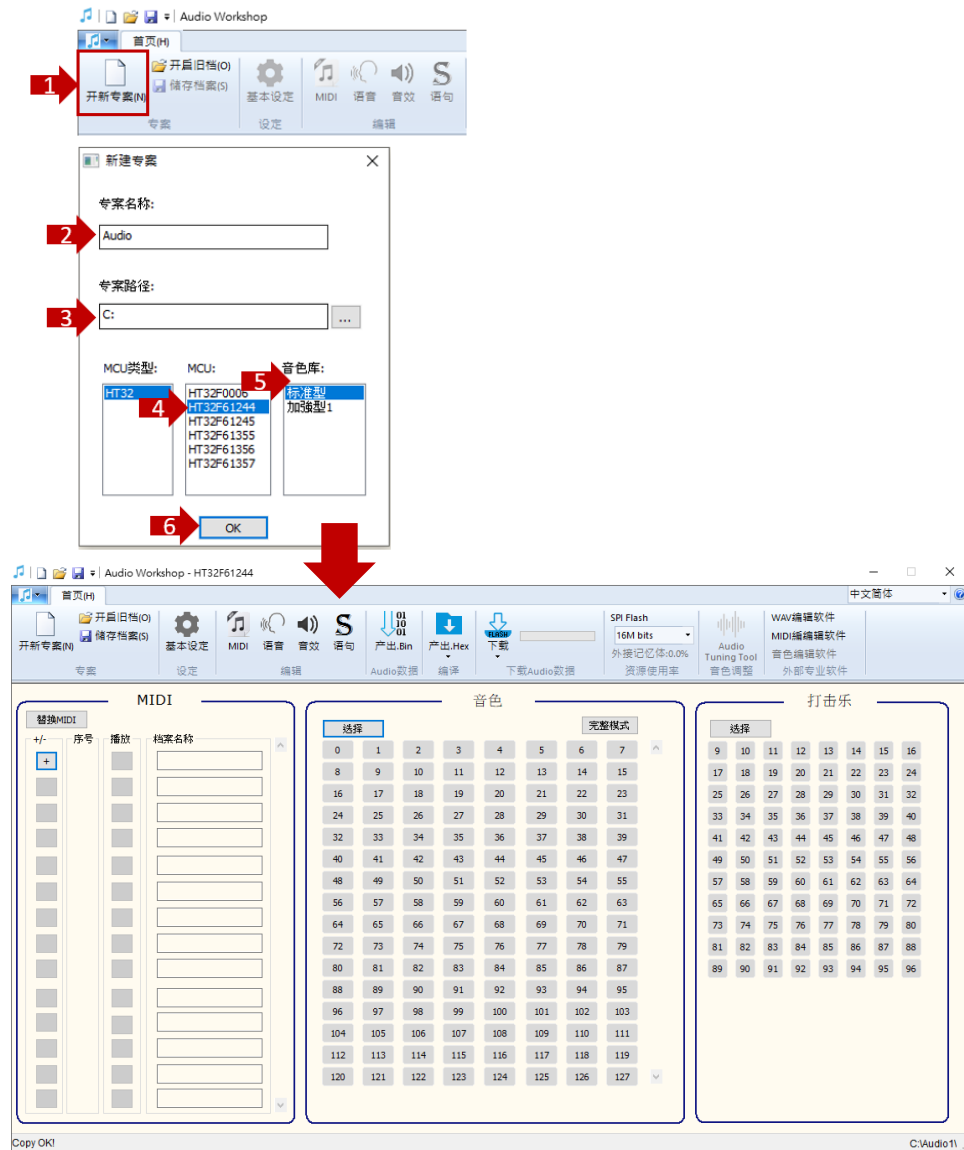 Audio Workshop
首页(H)
开新专案(N)
开启旧档(O)
储存档案(S)
基本设定
MIDI
语音
音效
S
语句
专案
设定
编辑
1
新建专案
专案名称:
2
Audio
专案路径:
3
C:
...
MCU类型:
MCU:
音色库:
5
4
HT32
HT32F0006
HT32F61244
HT32F61245
HT32F61355
HT32F61356
HT32F61357
标准型
加强型1
6
OK
Audio Workshop - HT32F61244
首页(H)
中文简体
开新专案(N)
开启旧档(O)
储存档案(S)
基本设定
MIDI
语音
音效
S
语句
01
10
01
产出.Bin
产出.Hex
FLASH
下载
SPI Flash
16M bits
外接记忆体:0.0%
Audio
Tuning Tool
WAV编辑软件
MIDI编编辑软件
音色编辑软件
专案
设定
编辑
Audio数据
编译
下载Audio数据
资源使用率
音色调整
外部专业软件
MIDI
替换MIDI
+/-
序号
播放
档案名称
+
音色
选择
完整模式
0 1 2 3 4 5 6 7
8 9 10 11 12 13 14 15
16 17 18 19 20 21 22 23
24 25 26 27 28 29 30 31
32 33 34 35 36 37 38 39
40 41 42 43 44 45 46 47
48 49 50 51 52 53 54 55
56 57 58 59 60 61 62 63
64 65 66 67 68 69 70 71
72 73 74 75 76 77 78 79
80 81 82 83 84 85 86 87
88 89 90 91 92 93 94 95
96 97 98 99 100 101 102 103
104 105 106 107 108 109 110 111
112 113 114 115 116 117 118 119
120 121 122 123 124 125 126 127
打击乐
选择
9 10 11 12 13 14 15 16
17 18 19 20 21 22 23 24
25 26 27 28 29 30 31 32
33 34 35 36 37 38 39 40
41 42 43 44 45 46 47 48
49 50 51 52 53 54 55 56
57 58 59 60 61 62 63 64
65 66 67 68 69 70 71 72
73 74 75 76 77 78 79 80
81 82 83 84 85 86 87 88
89 90 91 92 93 94 95 96
Copy OK!
C:\Audio1\